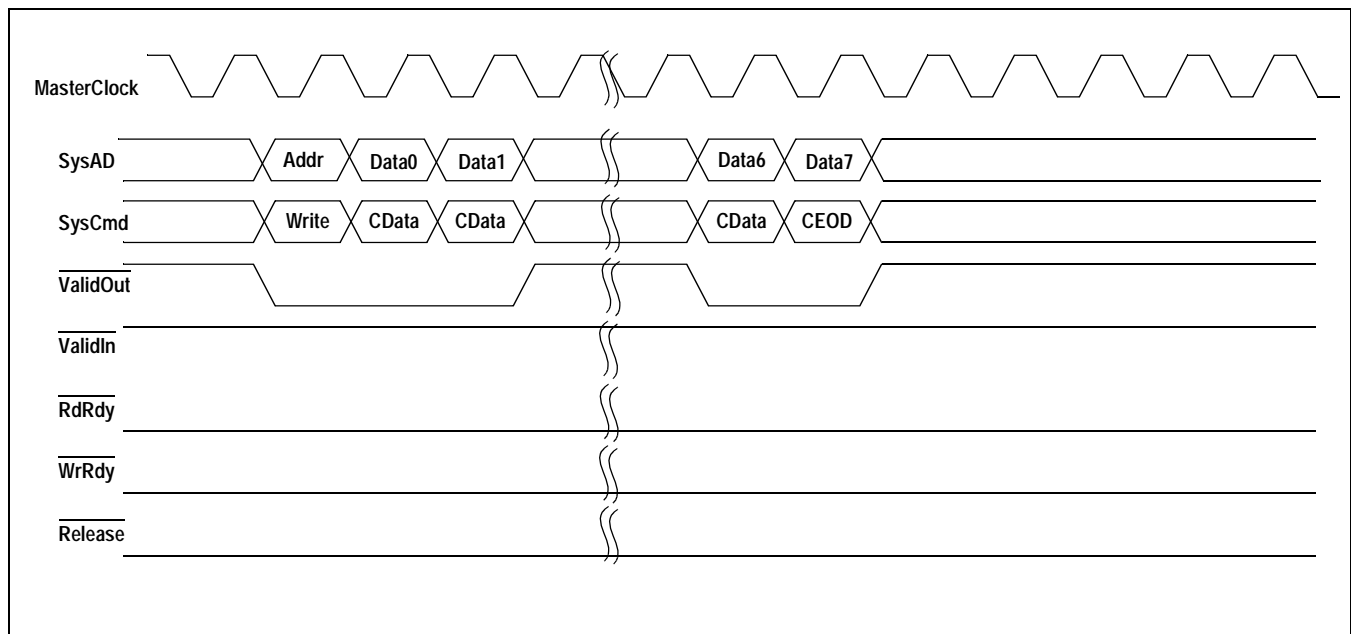 MasterClock
SysAD Addr Data0 Data1 Data6 Data7
SysCmd Write CData CData CData CEOD
ValidOut
ValidIn
RdRdy
WrRdy
Release